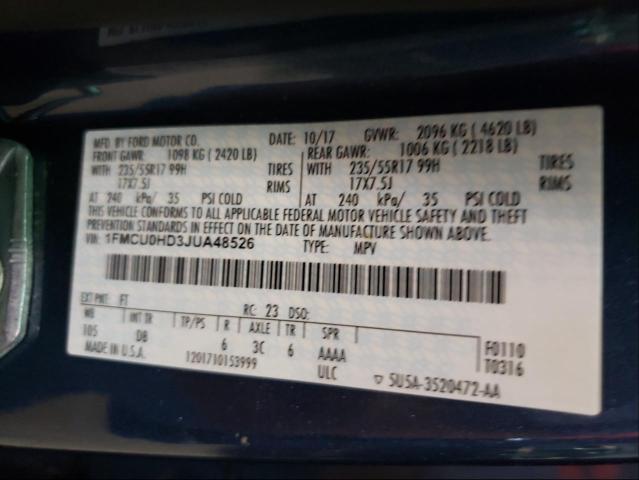 MFD. BY FORD MOTOR CO. DATE: 10/17 GVWR: 2096 KG ( 4620 LB)
FRONT GAWR: 1098 KG ( 2420 LB) REAR GAWR: 1006 KG ( 2218 LB)
WITH 235/55R17 99H TIRES WITH 235/55R17 99H TIRES
17X7.5J RIMS 17X7.5J RIMS
AT 240 kPa/ 35 PSI COLD AT 240 kPa/ 35 PSI COLD
THIS VEHICLE CONFORMS TO ALL APPLICABLE FEDERAL MOTOR VEHICLE SAFETY AND THEFT
PREVENTION STANDARDS IN EFFECT ON THE DATE OF MANUFACTURE SHOWN ABOVE.
VIN: 1FMCU0HD3JUA48526 TYPE: MPV
EXT PNT: FT RC: 23 DSO:
WB INT TR TP/PS R AXLE TR SPR
105 DB 6 3C 6 AAAA
MADE IN U.S.A. 1201710153999 ULC
F0110
T0316
5U5A-3520472-AA